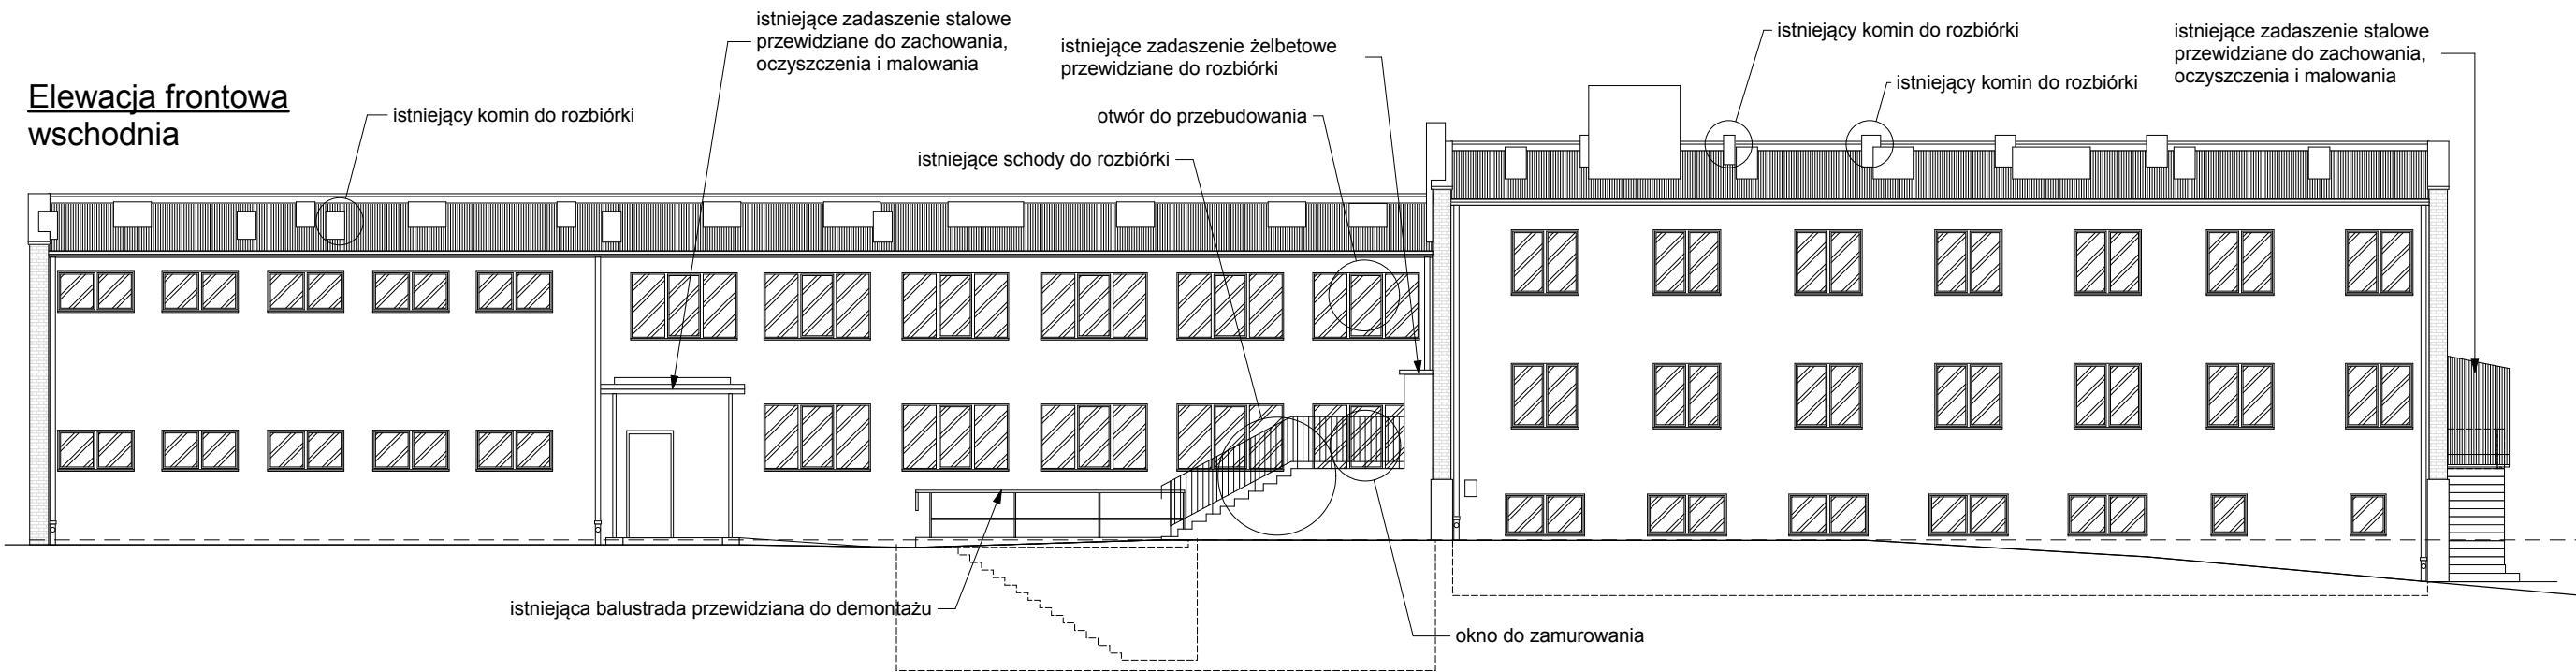 Elewacja frontowa
wschodnia
istniejący komin do rozbiórki
istniejące zadaszenie stalowe
przewidziane do zachowania,
oczyszczenia i malowania
istniejące zadaszenie żelbetowe
przewidziane do rozbiórki
otwór do przebudowania
istniejące schody do rozbiórki
istniejący komin do rozbiórki
istniejący komin do rozbiórki
istniejące zadaszenie stalowe
przewidziane do zachowania,
oczyszczenia i malowania
istniejąca balustrada przewidziana do demontażu
okno do zamurowania